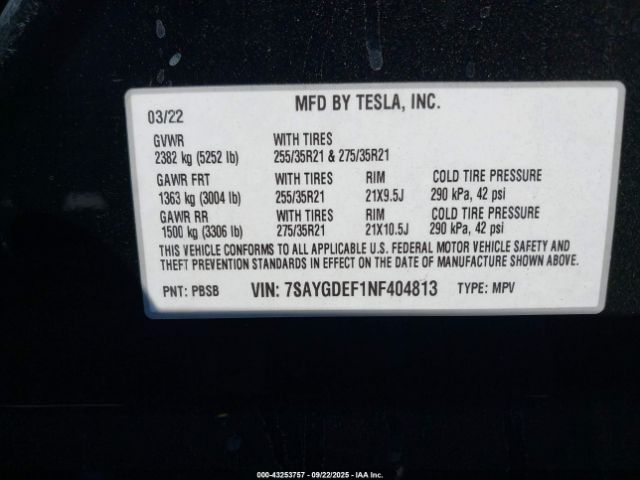 MFD BY TESLA, INC.
03/22
GVWR WITH TIRES
2382 kg (5252 lb) 255/35R21 & 275/35R21
GAWR FRT WITH TIRES RIM COLD TIRE PRESSURE
1363 kg (3004 lb) 255/35R21 21X9.5J 290 kPa, 42 psi
GAWR RR WITH TIRES RIM COLD TIRE PRESSURE
1500 kg (3306 lb) 275/35R21 21X10.5J 290 kPa, 42 psi
THIS VEHICLE CONFORMS TO ALL APPLICABLE U.S. FEDERAL MOTOR VEHICLE SAFETY AND
THEFT PREVENTION STANDARDS IN EFFECT ON THE DATE OF MANUFACTURE SHOWN ABOVE.
PNT: PBSB VIN: 7SAYGDEF1NF404813 TYPE: MPV
000-43253757 - 09/22/2025 - IAA Inc.